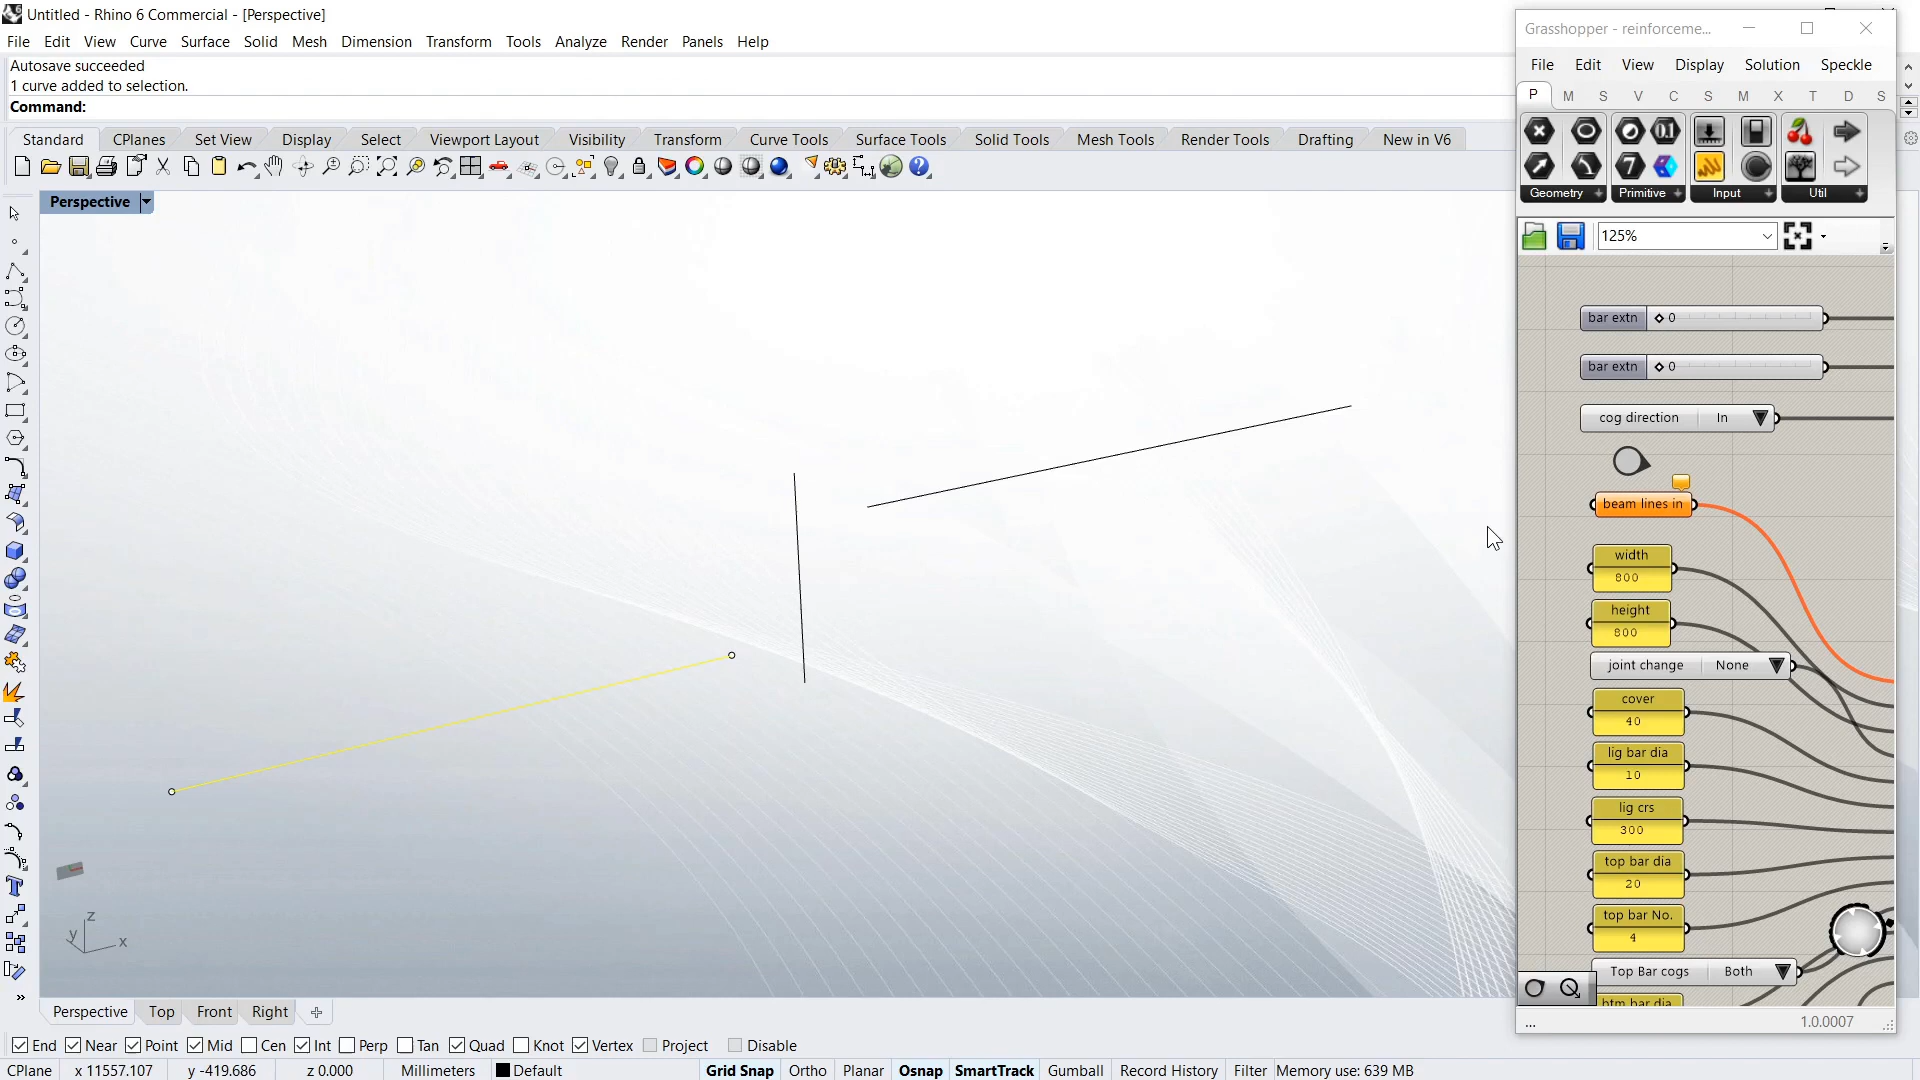 Untitled - Rhino 6 Commercial - [Perspective]
File Edit View Curve Surface Solid Mesh Dimension Transform Tools Analyze Render Panels Help
Autosave succeeded
1 curve added to selection.
Command:
Standard CPlanes Set View Display Select Viewport Layout Visibility Transform Curve Tools Surface Tools Solid Tools Mesh Tools Render Tools Drafting New in V6
Perspective
z
y
x
Grasshopper - reinforceme...
File Edit View Display Solution Speckle
P M S V C S M X T D S
Geometry Primitive Input Util
125%
bar extn 0
bar extn 0
cog direction In
beam lines in
width
800
height
800
joint change None
cover
40
lig bar dia
10
lig crs
300
top bar dia
20
top bar No.
4
Top Bar cogs Both
btm bar dia
... 1.0.0007
Perspective Top Front Right
End Near Point Mid Cen Int Perp Tan Quad Knot Vertex Project Disable
CPlane x 11557.107 y -419.686 z 0.000 Millimeters Default Grid Snap Ortho Planar Osnap SmartTrack Gumball Record History Filter Memory use: 639 MB